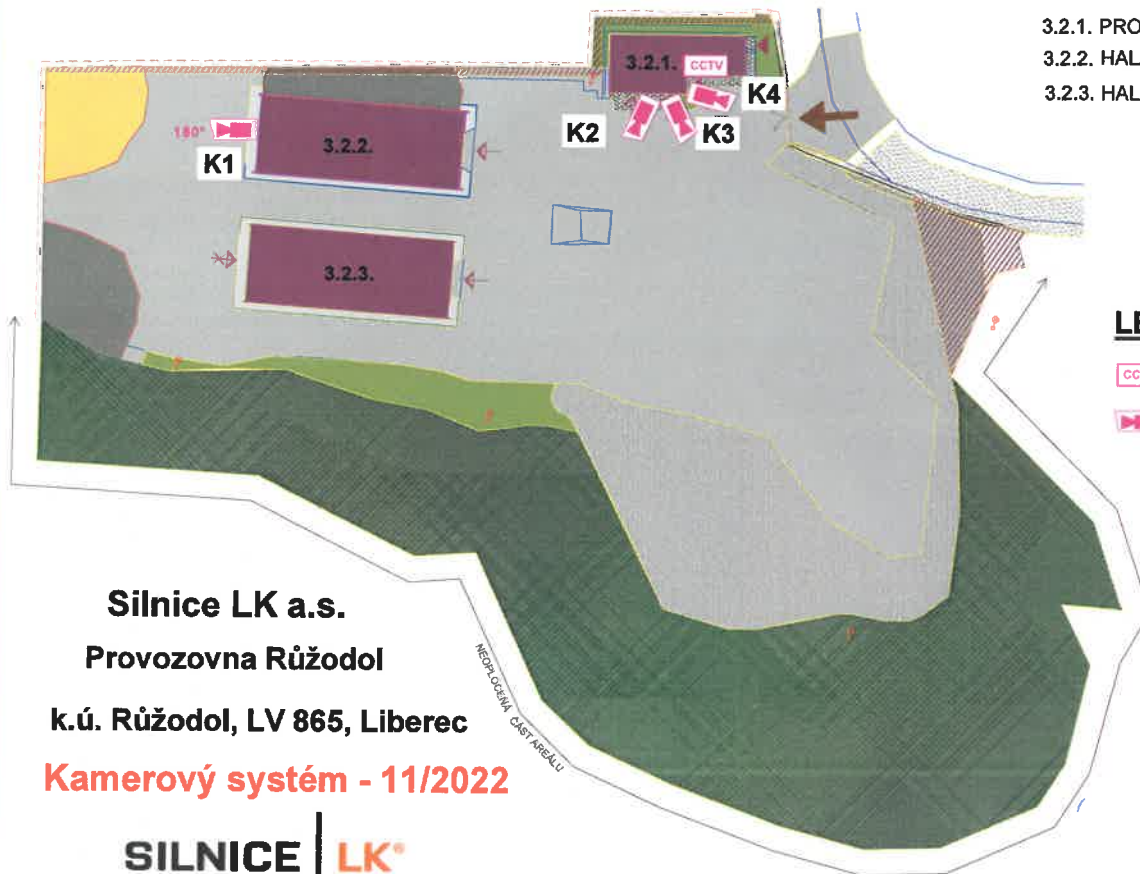 3.2.1. PRO
3.2.2. HAL
3.2.3. HAL
3.2.1.
CCTV
K4
K2
K3
180°
K1
3.2.2.
3.2.3.
LE
CC
Silnice LK a.s.
Provozovna Růžodol
k.ú. Růžodol, LV 865, Liberec
Kamerový systém - 11/2022
NEOPLOCENÁ ČÁST AREÁLU
SILNICE LK®